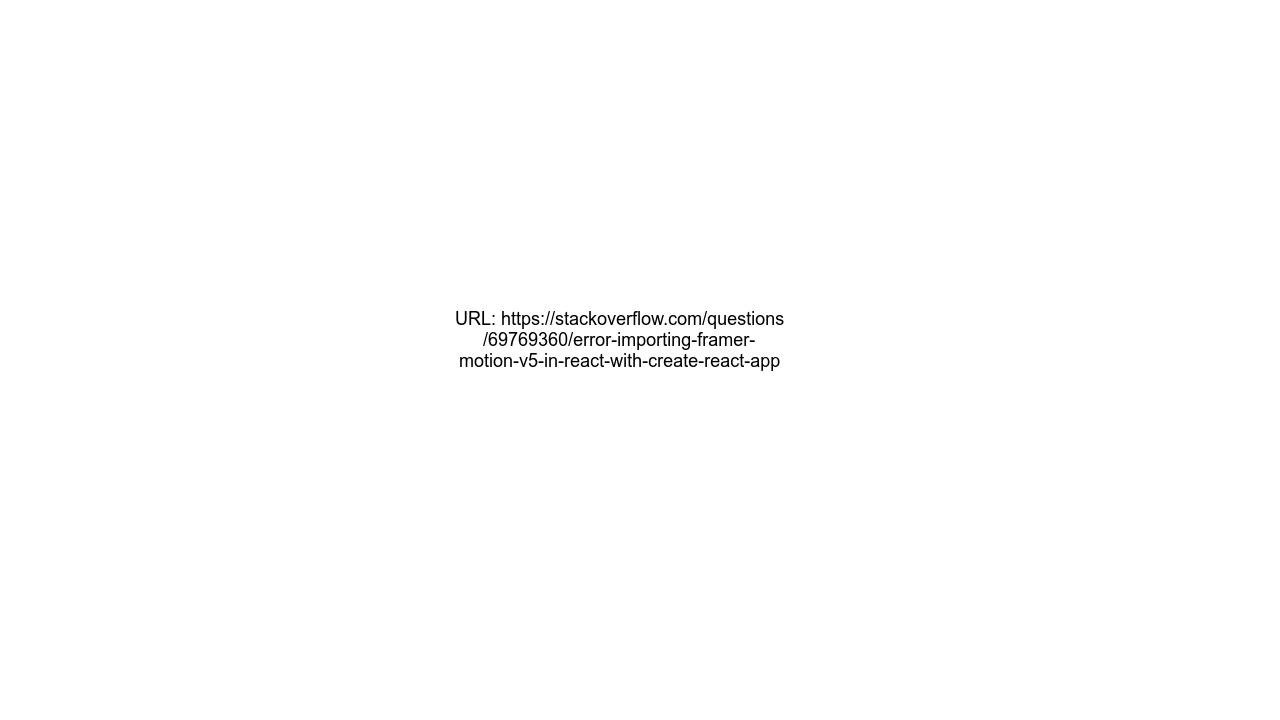 URL: https://stackoverflow.com/questions
/69769360/error-importing-framer-
motion-v5-in-react-with-create-react-app